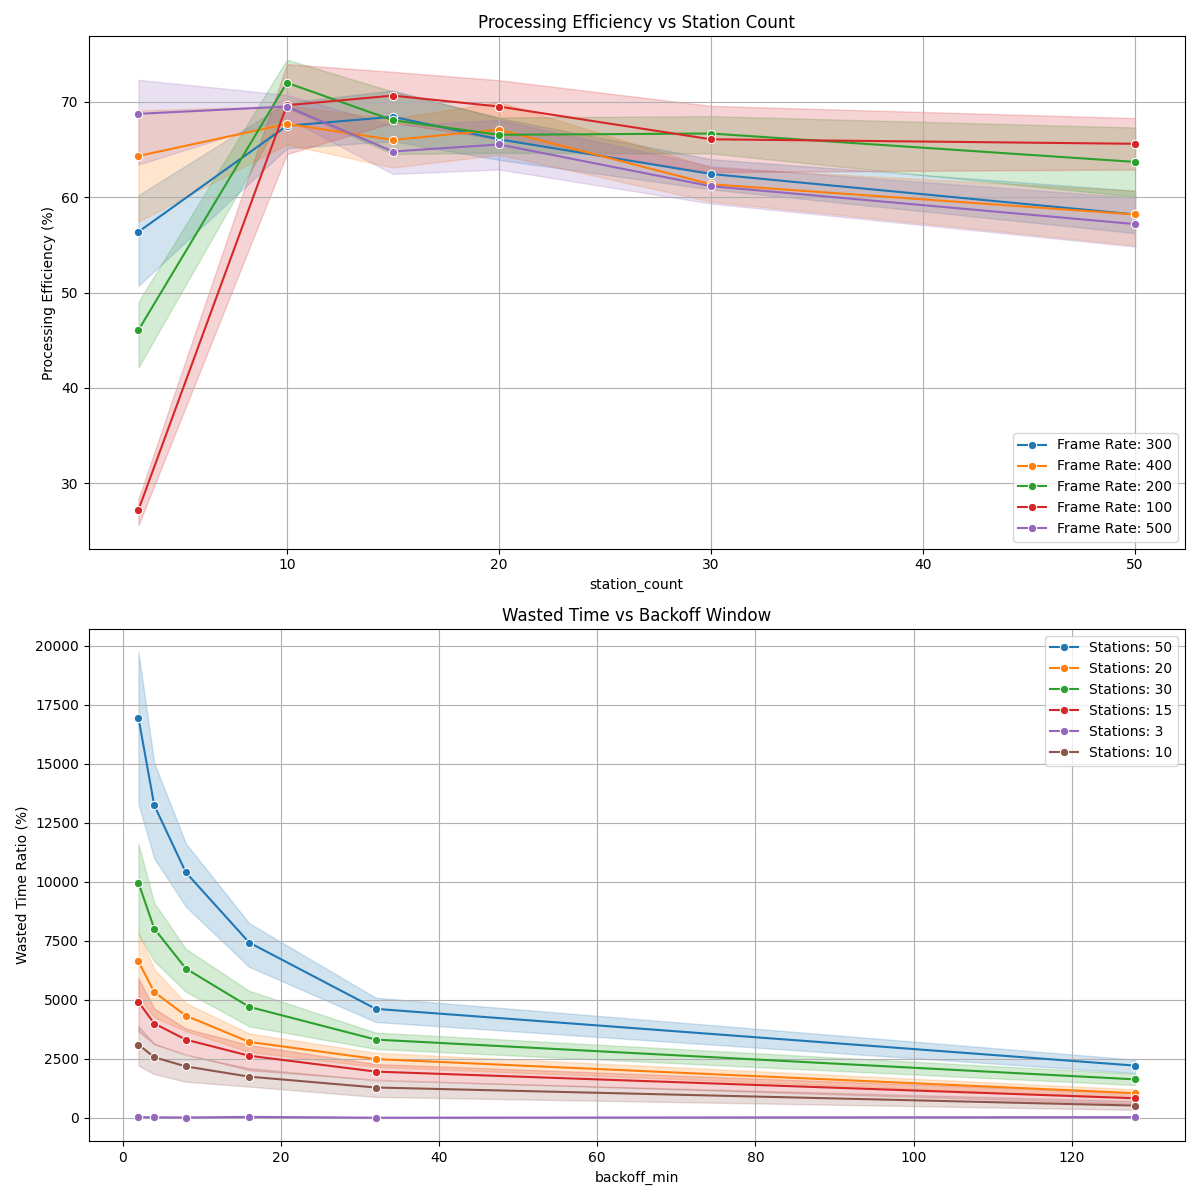 Processing Efficiency vs Station Count
Processing Efficiency (%)
70
60
50
40
30
10
20
30
40
50
station_count
Frame Rate: 300
Frame Rate: 400
Frame Rate: 200
Frame Rate: 100
Frame Rate: 500
Wasted Time vs Backoff Window
Wasted Time Ratio (%)
20000
17500
15000
12500
10000
7500
5000
2500
0
0
20
40
60
80
100
120
backoff_min
Stations: 50
Stations: 20
Stations: 30
Stations: 15
Stations: 3
Stations: 10